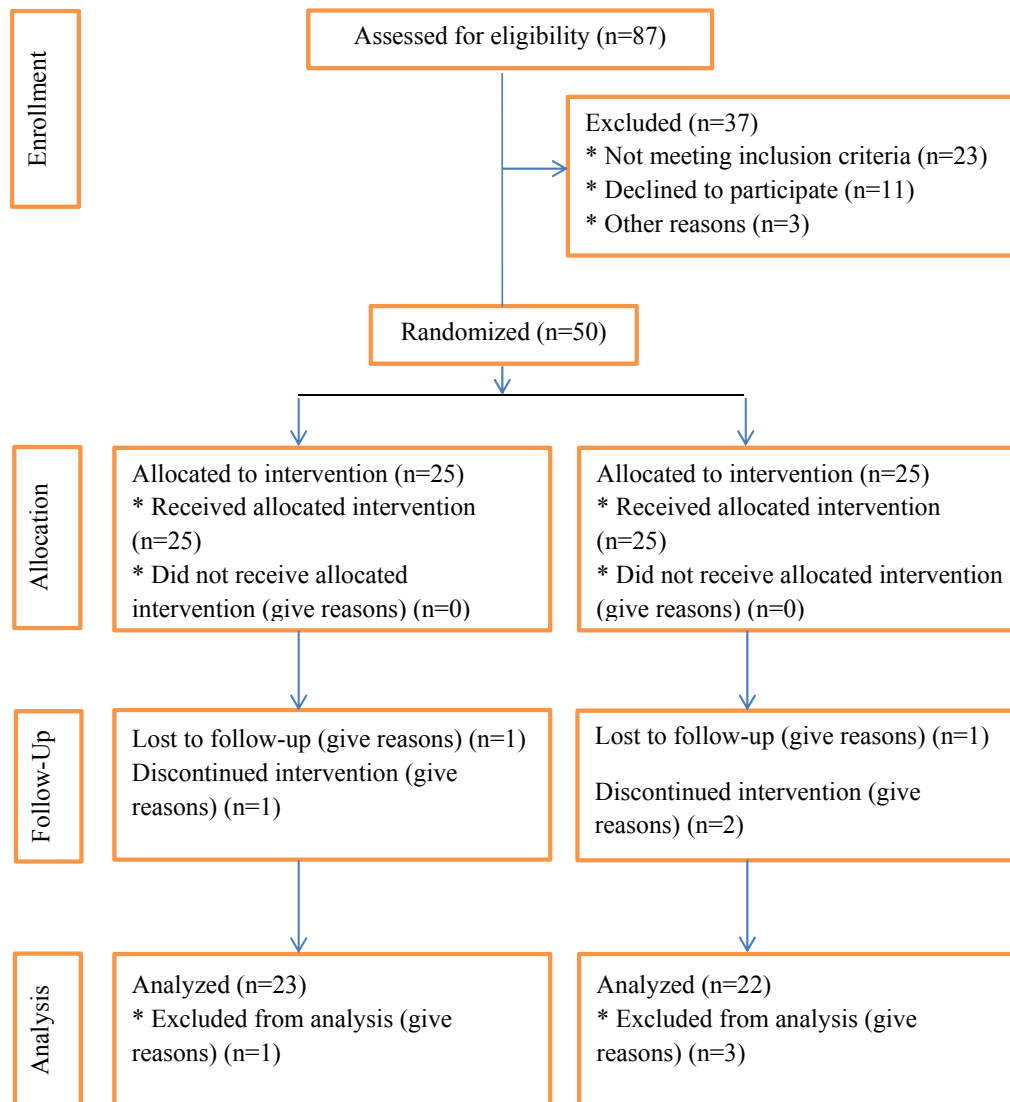 Enrollment
Assessed for eligibility (n=87)
Excluded (n=37)
* Not meeting inclusion criteria (n=23)
* Declined to participate (n=11)
* Other reasons (n=3)
Randomized (n=50)
Allocation
Allocated to intervention (n=25)
* Received allocated intervention
(n=25)
* Did not receive allocated
intervention (give reasons) (n=0)
Allocated to intervention (n=25)
* Received allocated intervention
(n=25)
* Did not receive allocated intervention
(give reasons) (n=0)
Follow-Up
Lost to follow-up (give reasons) (n=1)
Discontinued intervention (give
reasons) (n=1)
Lost to follow-up (give reasons) (n=1)
Discontinued intervention (give
reasons) (n=2)
Analysis
Analyzed (n=23)
* Excluded from analysis (give
reasons) (n=1)
Analyzed (n=22)
* Excluded from analysis (give
reasons) (n=3)